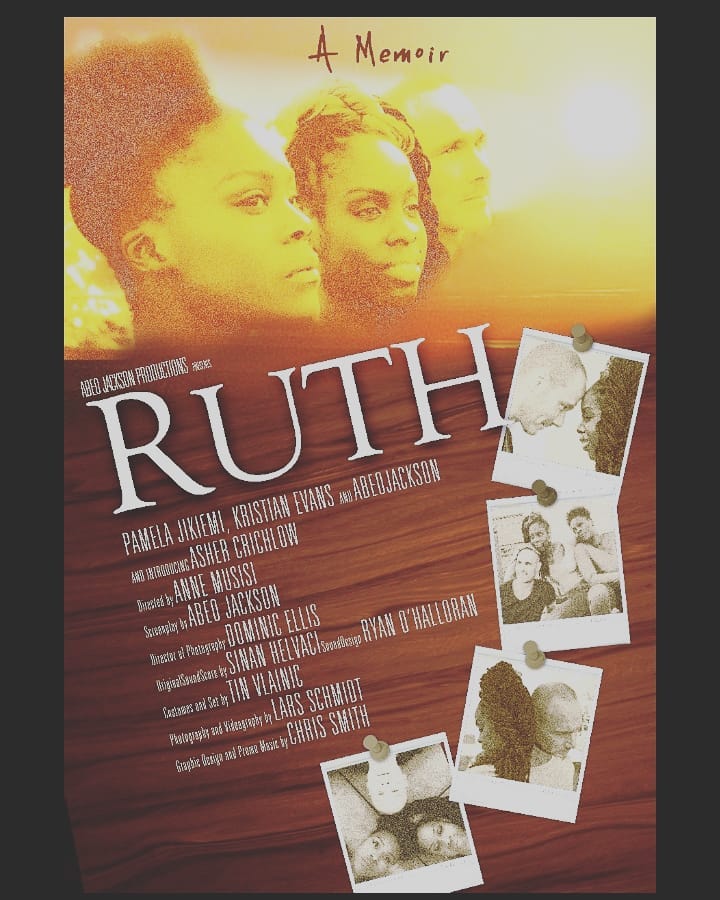 A Memoir
ABEO JACKSON PRODUCTIONS PRESENTS
RUTH
PAMELA JIKIEMI, KRISTIAN EVANS AND ABEOJACKSON
AND INTRODUCING ASHER CRICHLOW
Directed by ANNE MUSISI
Screenplay by ABEO JACKSON
Director of Photography DOMINIC ELLIS
OriginalSoundScore by SINAN HELVACI SoundDesign RYAN O'HALLORAN
Costumes and Set by TIN VLAINIC
Photography and Videography by LARS SCHMIDT
Graphic Design and Promo Music by CHRIS SMITH